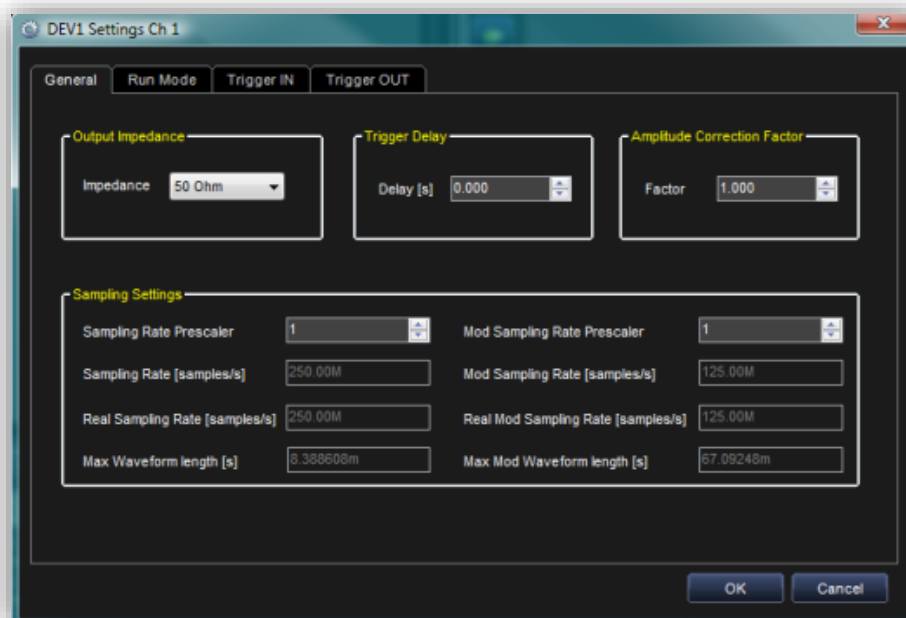 DEV1 Settings Ch 1
General Run Mode Trigger IN Trigger OUT
Output Impedance Trigger Delay Amplitude Correction Factor
Impedance 50 Ohm Delay [s] 0.000 Factor 1.000
Sampling Settings
Sampling Rate Prescaler 1 Mod Sampling Rate Prescaler 1
Sampling Rate [samples/s] 250.00M Mod Sampling Rate [samples/s] 125.00M
Real Sampling Rate [samples/s] 250.00M Real Mod Sampling Rate [samples/s] 125.00M
Max Waveform length [s] 8.388608m Max Mod Waveform length [s] 67.09248m
OK Cancel